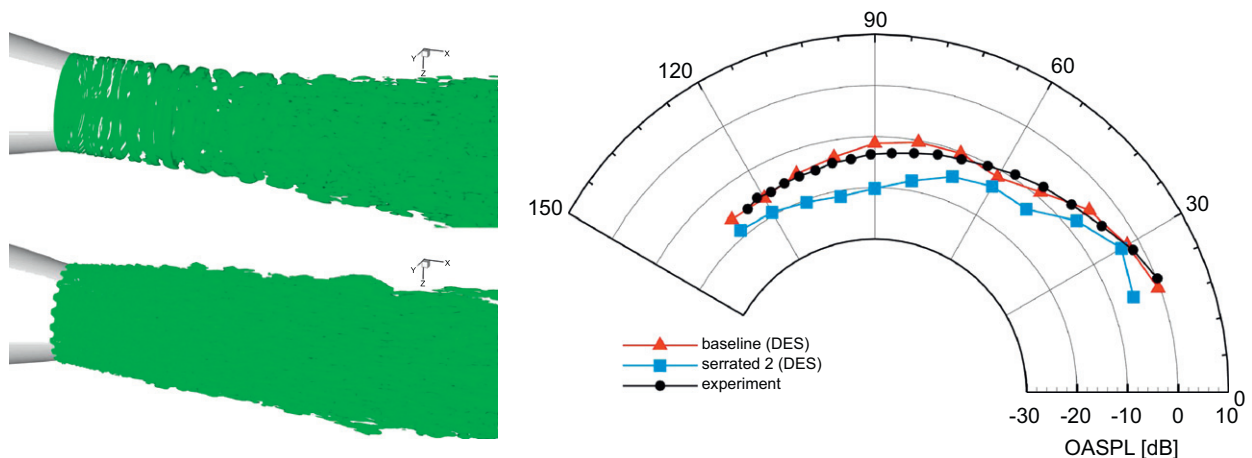 Y X
Z
Y X
Z
90
120
60
150
30
0
baseline (DES)
serrated 2 (DES)
experiment
-30 -20 -10 0 10
OASPL [dB]